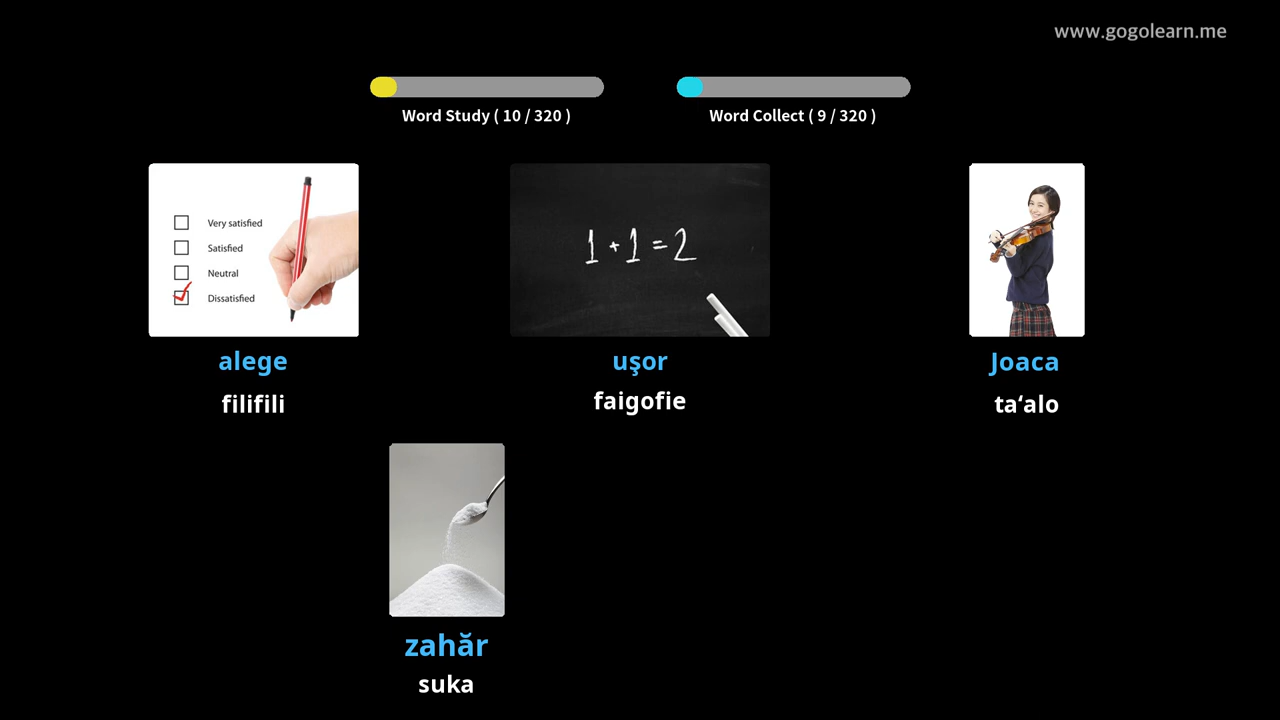 www.gogolearn.me
Word Study ( 10 / 320 )
Word Collect ( 9 / 320 )
Very satisfied
Satisfied
Neutral
Dissatisfied
1 + 1 = 2
alege
uşor
Joaca
filifili
faigofie
ta‘alo
zahăr
suka